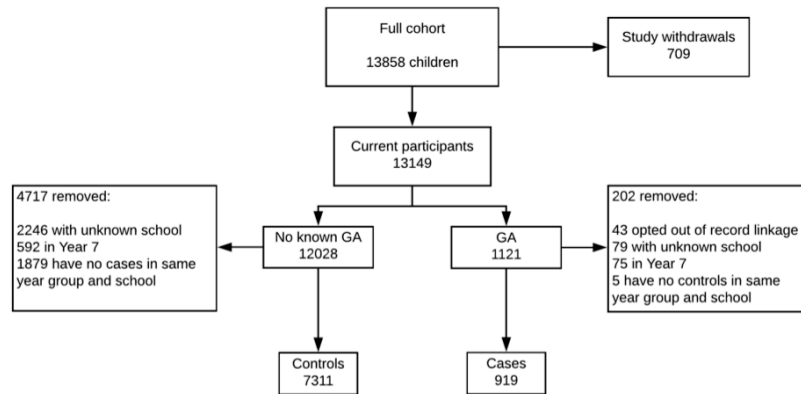 Full cohort
13858 children
Study withdrawals
709
Current participants
13149
4717 removed:
2246 with unknown school
592 in Year 7
1879 have no cases in same
year group and school
No known GA
12028
GA
1121
202 removed:
43 opted out of record linkage
79 with unknown school
75 in Year 7
5 have no controls in same
year group and school
Controls
7311
Cases
919